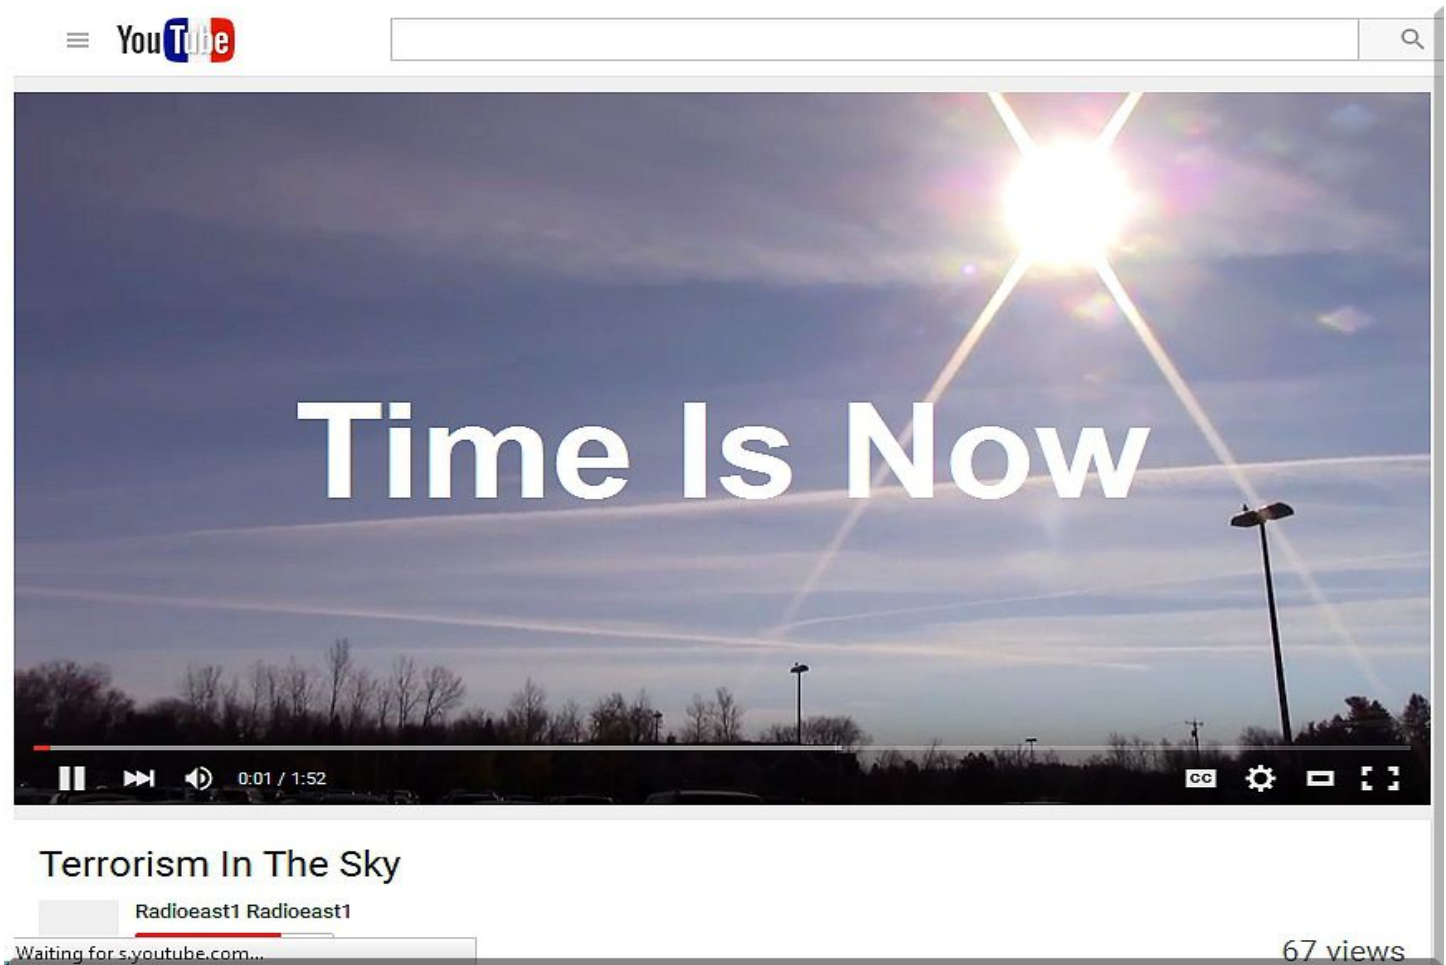 YouTube
Time Is Now
0:01 / 1:52
CC
Terrorism In The Sky
Radioeast1 Radioeast1
Waiting for s.youtube.com...
67 views